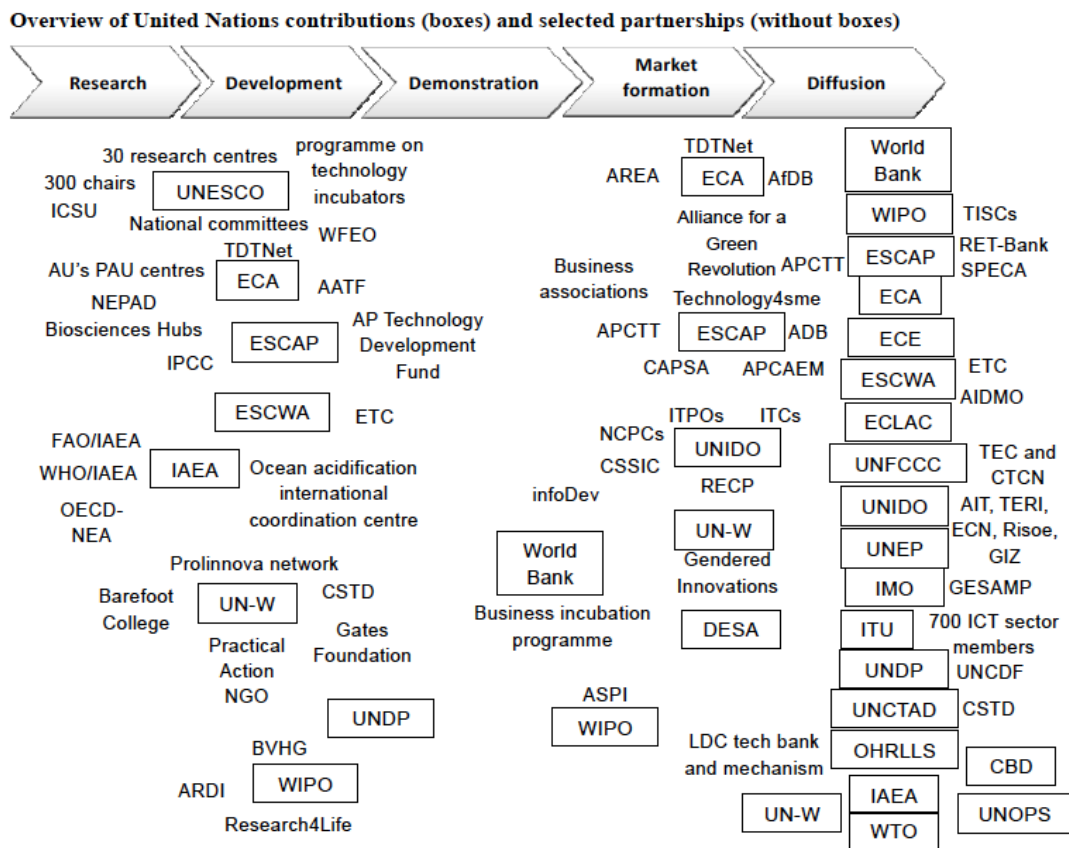 Overview of United Nations contributions (boxes) and selected partnerships (without boxes)
Research
Development
Demonstration
Market
formation
Diffusion
30 research centres
programme on
technology
incubators
300 chairs
UNESCO
ICSU
National committees
WFEO
TDTNet
AU's PAU centres
ECA
AATF
NEPAD
Biosciences Hubs
AP Technology
Development
Fund
ESCAP
IPCC
ESCWA
ETC
FAO/IAEA
WHO/IAEA
IAEA
Ocean acidification
international
coordination centre
OECD-
NEA
Prolinnova network
Barefoot
College
UN-W
CSTD
Practical
Action
NGO
Gates
Foundation
UNDP
BVHG
ARDI
WIPO
Research4Life
TDTNet
AREA
ECA
AfDB
Alliance for a
Green
Revolution
Business
associations
Technology4sme
APCTT
ESCAP
ADB
CAPSA
APCAEM
ITPOs
ITCs
NCPCs
UNIDO
CSSIC
RECP
infoDev
UN-W
Gendered
Innovations
World
Bank
Business incubation
programme
DESA
ASPI
WIPO
World
Bank
WIPO
TISCs
APCTT
ESCAP
RET-Bank
SPECA
ECA
ECE
ESCWA
ETC
AIDMO
ECLAC
UNFCCC
TEC and
CTCN
UNIDO
AIT, TERI,
ECN, Risoe,
GIZ
UNEP
IMO
GESAMP
ITU
700 ICT sector
members
UNDP
UNCDF
UNCTAD
CSTD
LDC tech bank
and mechanism
OHRLLS
CBD
UN-W
IAEA
UNOPS
WTO